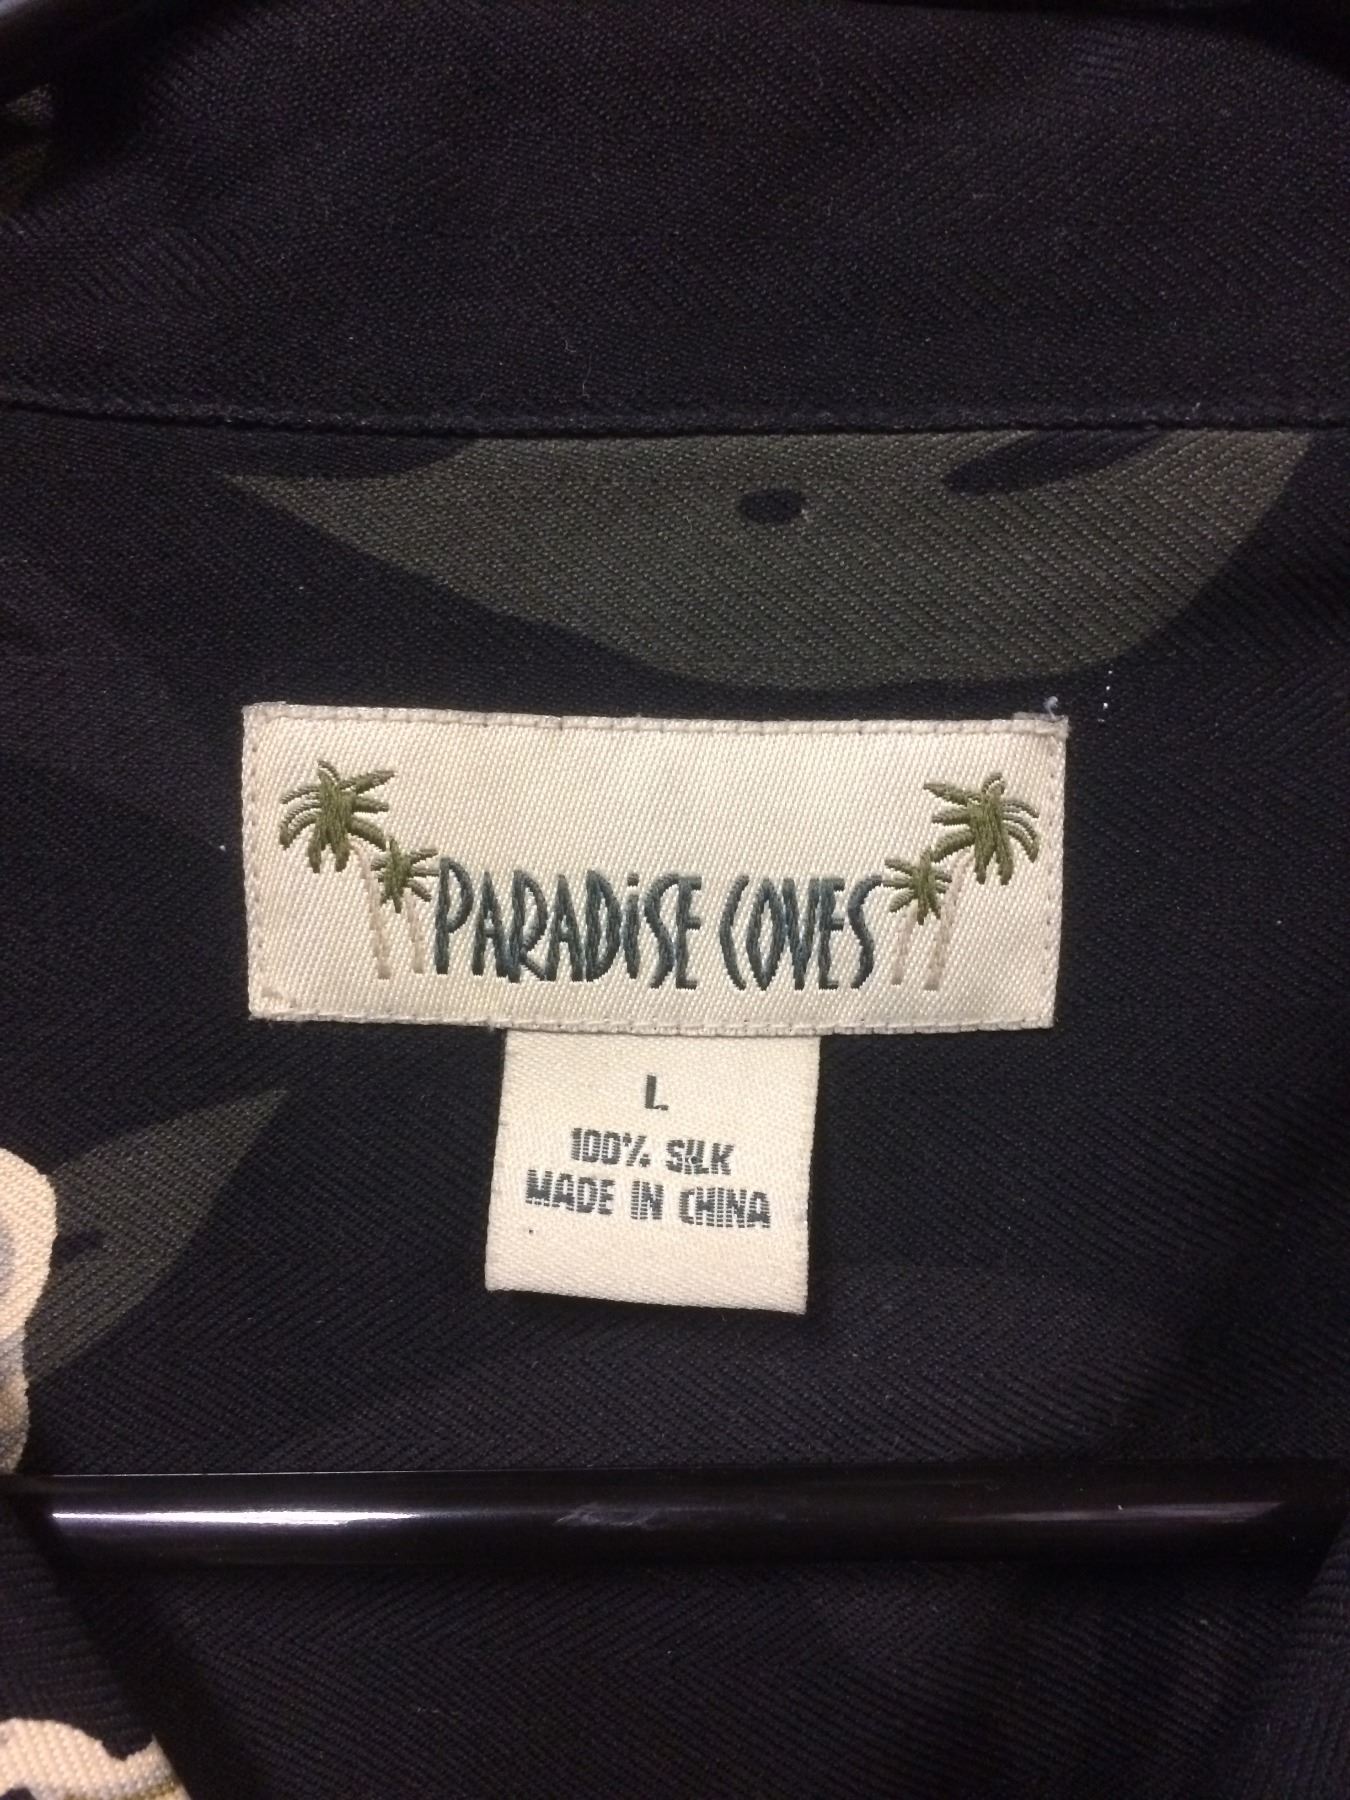 PARADiSE COVES
L
100% SILK
MADE IN CHINA